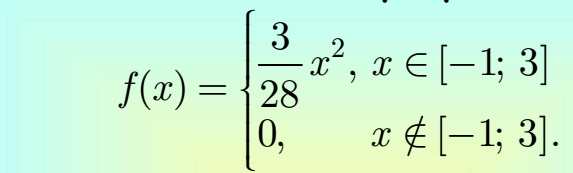 f(x) = { 3/28 x², x ∈ [−1; 3]
0, x ∉ [−1; 3].